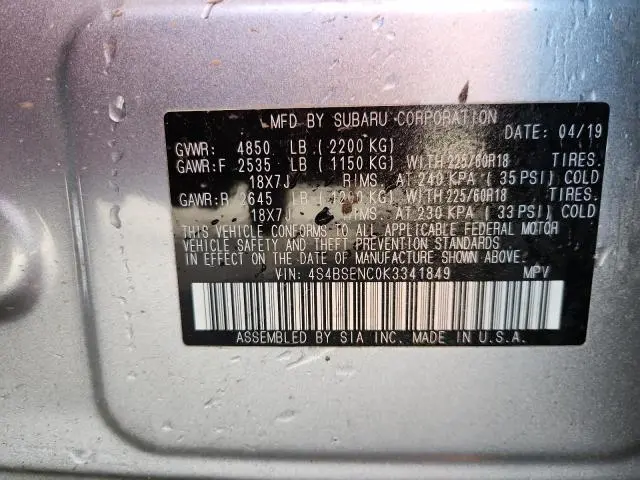 MFD BY SUBARU CORPORATION
DATE: 04/19
GVWR: 4850 LB (2200 KG)
GAWR:F 2535 LB (1150 KG) WITH 225/60R18 TIRES.
18X7J RIMS. AT 240 KPA (35 PSI) COLD
GAWR:R 2645 LB (1200 KG) WITH 225/60R18 TIRES.
18X7J RIMS. AT 230 KPA (33 PSI) COLD
THIS VEHICLE CONFORMS TO ALL APPLICABLE FEDERAL MOTOR
VEHICLE SAFETY AND THEFT PREVENTION STANDARDS
IN EFFECT ON THE DATE OF MANUFACTURE SHOWN ABOVE.
VIN: 4S4BSENC0K3341849 MPV
ASSEMBLED BY SIA INC. MADE IN U.S.A.